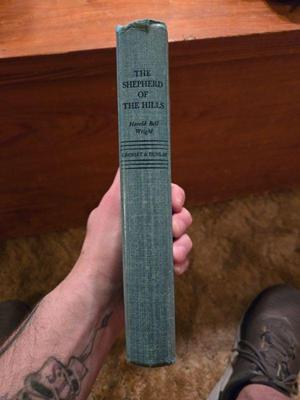 THE
SHEPHERD
OF
THE HILLS
Harold Bell
Wright
GROSSET & DUNLAP